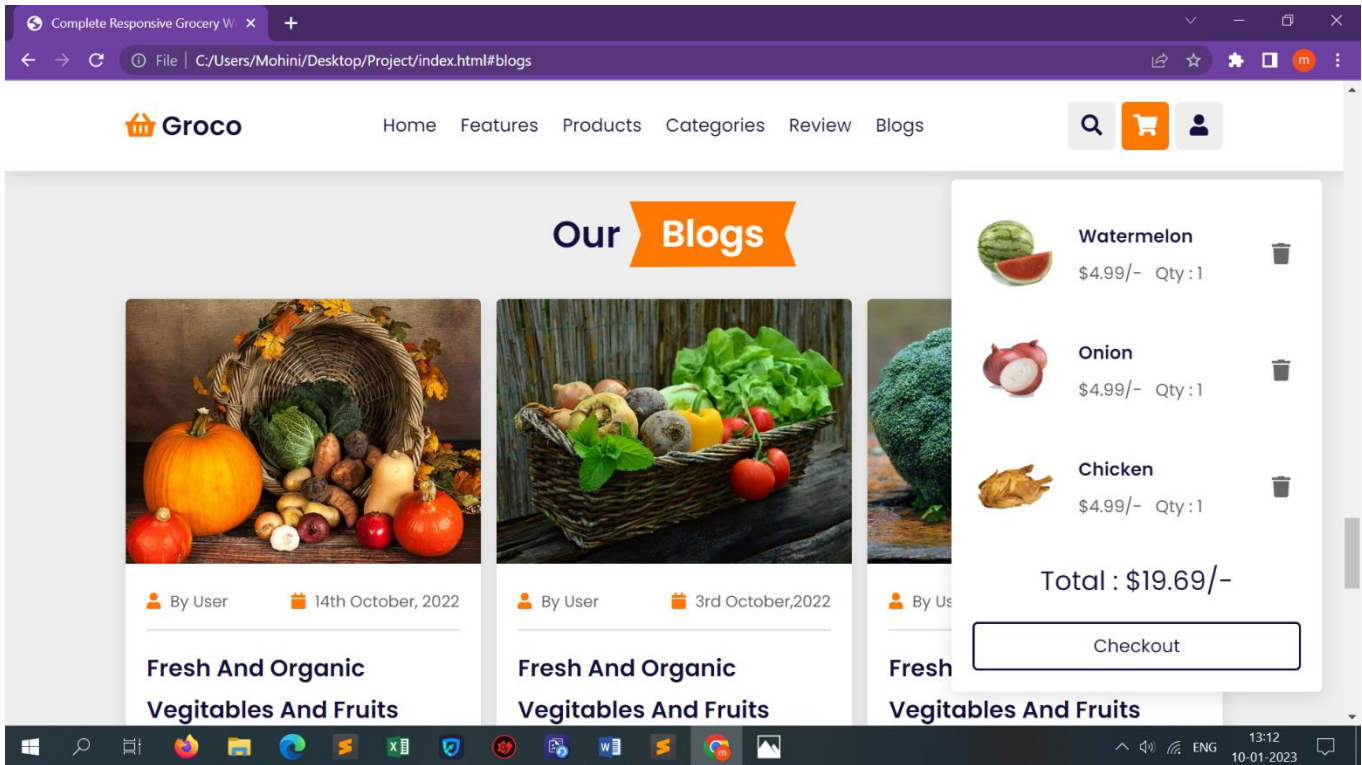 Complete Responsive Grocery W
File | C:/Users/Mohini/Desktop/Project/index.html#blogs
m
Groco
Home Features Products Categories Review Blogs
Our Blogs
Watermelon
$4.99/- Qty : 1
Onion
$4.99/- Qty : 1
Chicken
$4.99/- Qty : 1
Total : $19.69/-
Checkout
By User 14th October, 2022
By User 3rd October,2022
By Us
Fresh And Organic
Vegitables And Fruits
Fresh And Organic
Vegitables And Fruits
Fresh
Vegitables And Fruits
ENG
13:12
10-01-2023